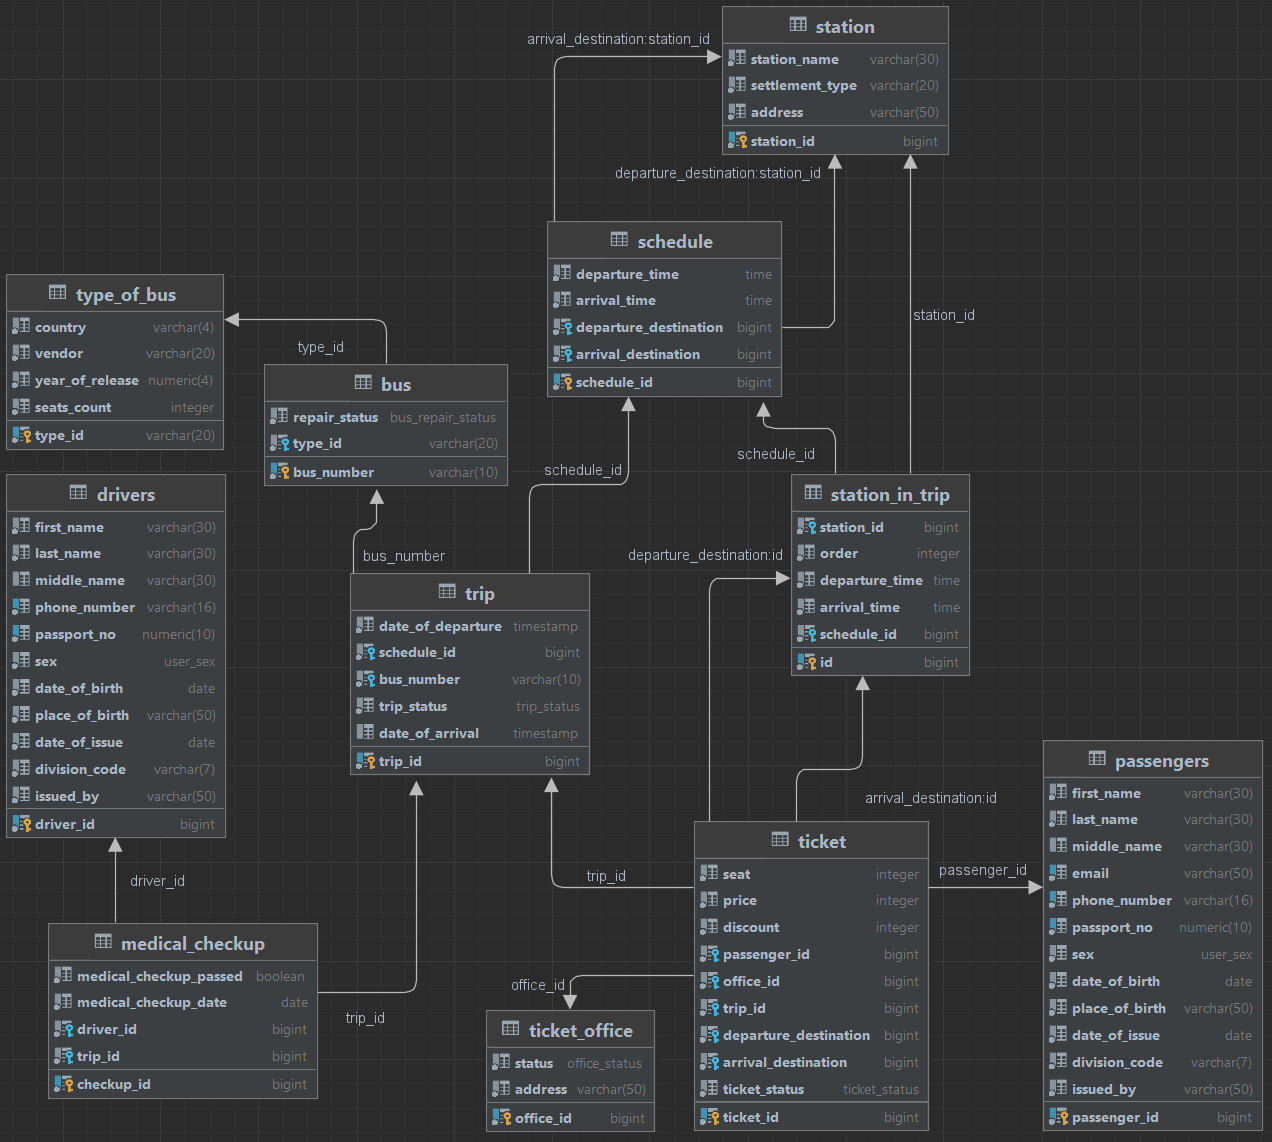 station
station_name varchar(30)
settlement_type varchar(20)
address varchar(50)
station_id bigint
arrival_destination:station_id
departure_destination:station_id
station_id
schedule
departure_time time
arrival_time time
departure_destination bigint
arrival_destination bigint
schedule_id bigint
type_of_bus
country varchar(4)
vendor varchar(20)
year_of_release numeric(4)
seats_count integer
type_id varchar(20)
type_id
bus
repair_status bus_repair_status
type_id varchar(20)
bus_number varchar(10)
schedule_id
schedule_id
drivers
first_name varchar(30)
last_name varchar(30)
middle_name varchar(30)
phone_number varchar(16)
passport_no numeric(10)
sex user_sex
date_of_birth date
place_of_birth varchar(50)
date_of_issue date
division_code varchar(7)
issued_by varchar(50)
driver_id bigint
station_in_trip
station_id bigint
order integer
departure_time time
arrival_time time
schedule_id bigint
id bigint
bus_number
departure_destination:id
trip
date_of_departure timestamp
schedule_id bigint
bus_number varchar(10)
trip_status trip_status
date_of_arrival timestamp
trip_id bigint
arrival_destination:id
passengers
first_name varchar(30)
last_name varchar(30)
middle_name varchar(30)
email varchar(50)
phone_number varchar(16)
passport_no numeric(10)
sex user_sex
date_of_birth date
place_of_birth varchar(50)
date_of_issue date
division_code varchar(7)
issued_by varchar(50)
passenger_id bigint
ticket
seat integer
price integer
discount integer
passenger_id bigint
office_id bigint
trip_id bigint
departure_destination bigint
arrival_destination bigint
ticket_status ticket_status
ticket_id bigint
passenger_id
trip_id
driver_id
medical_checkup
medical_checkup_passed boolean
medical_checkup_date date
driver_id bigint
trip_id bigint
checkup_id bigint
trip_id
office_id
ticket_office
status office_status
address varchar(50)
office_id bigint